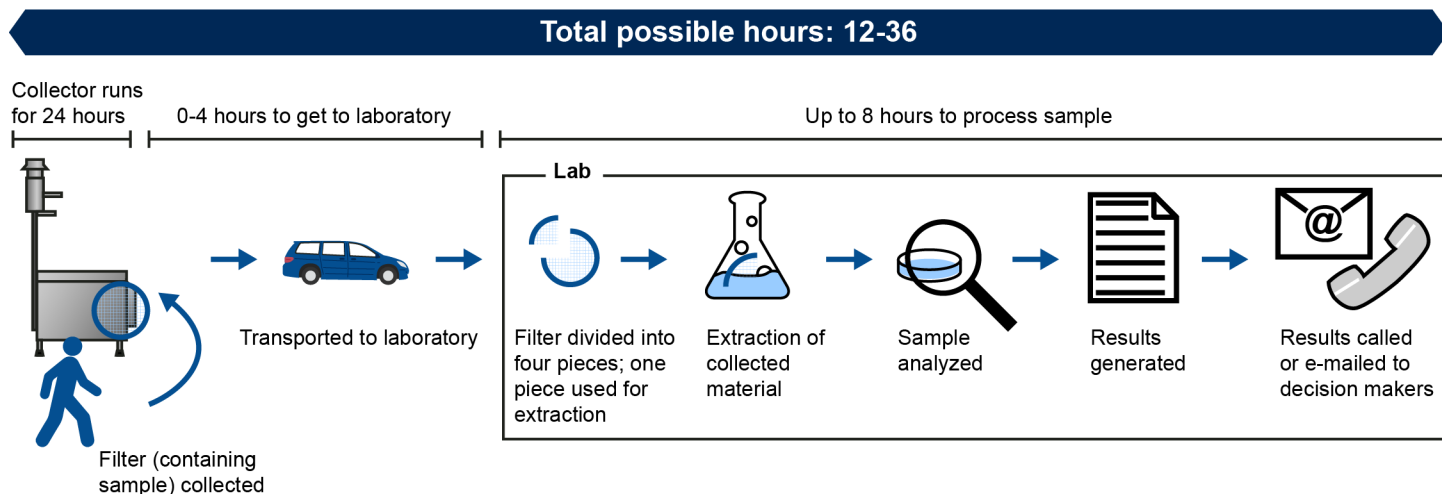 Total possible hours: 12-36
Collector runs
for 24 hours
0-4 hours to get to laboratory
Up to 8 hours to process sample
Lab
@
Transported to laboratory
Filter divided into
four pieces; one
piece used for
extraction
Extraction of
collected
material
Sample
analyzed
Results
generated
Results called
or e-mailed to
decision makers
Filter (containing
sample) collected